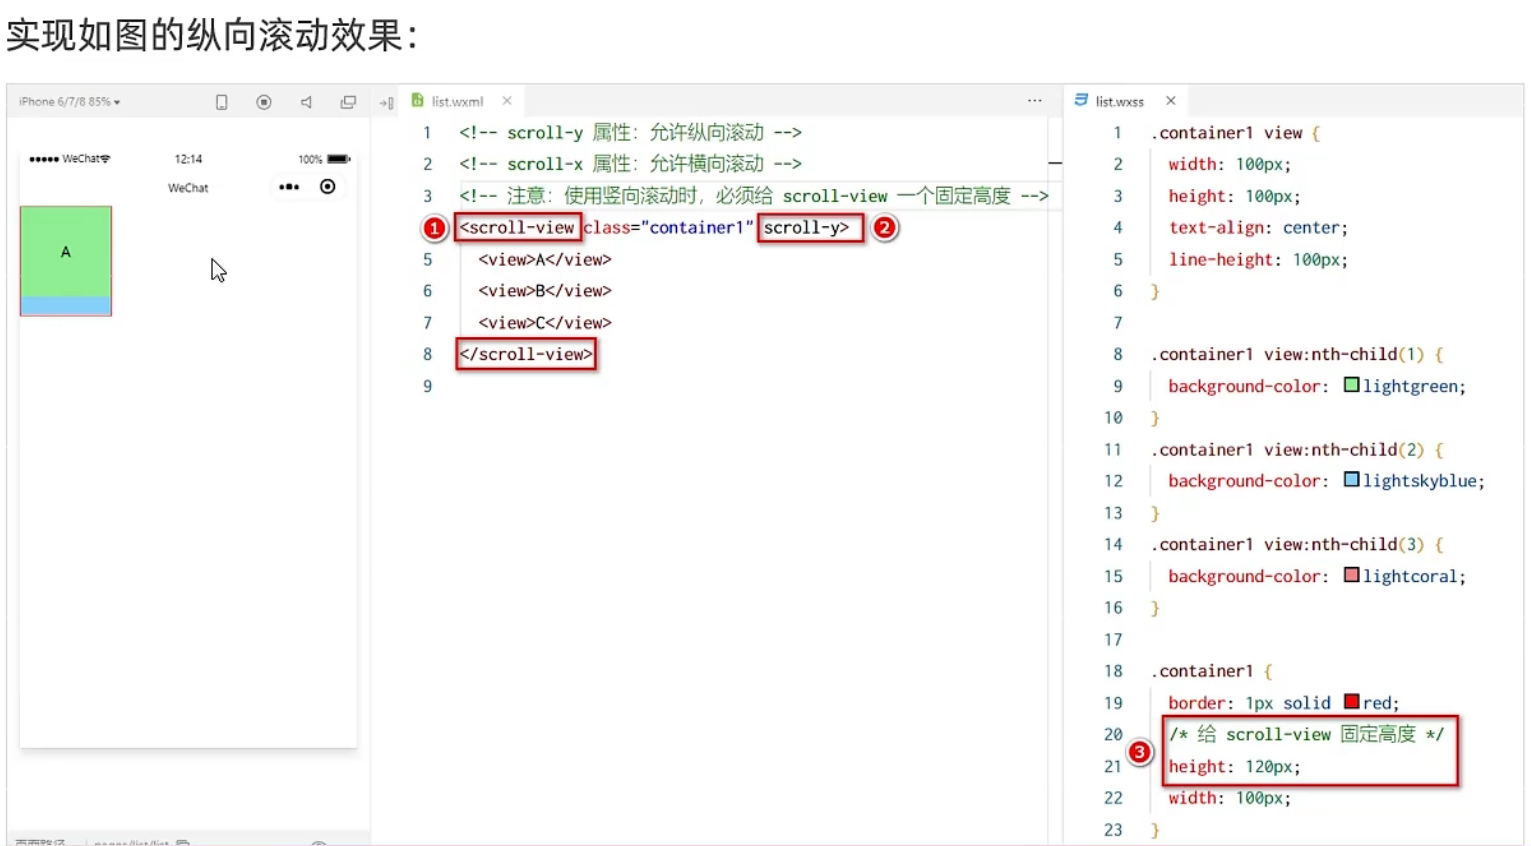 实现如图的纵向滚动效果：
iPhone 6/7/8 85%
list.wxml
list.wxss
WeChat
12:14
100%
WeChat
A
1 <!-- scroll-y 属性：允许纵向滚动 -->
2 <!-- scroll-x 属性：允许横向滚动 -->
3 <!-- 注意：使用竖向滚动时，必须给 scroll-view 一个固定高度 -->
1 <scroll-view class="container1" scroll-y> 2
5 <view>A</view>
6 <view>B</view>
7 <view>C</view>
8 </scroll-view>
9
1 .container1 view {
2 width: 100px;
3 height: 100px;
4 text-align: center;
5 line-height: 100px;
6 }
7
8 .container1 view:nth-child(1) {
9 background-color: lightgreen;
10 }
11 .container1 view:nth-child(2) {
12 background-color: lightskyblue;
13 }
14 .container1 view:nth-child(3) {
15 background-color: lightcoral;
16 }
17
18 .container1 {
19 border: 1px solid red;
20 /* 给 scroll-view 固定高度 */
3
21 height: 120px;
22 width: 100px;
23 }